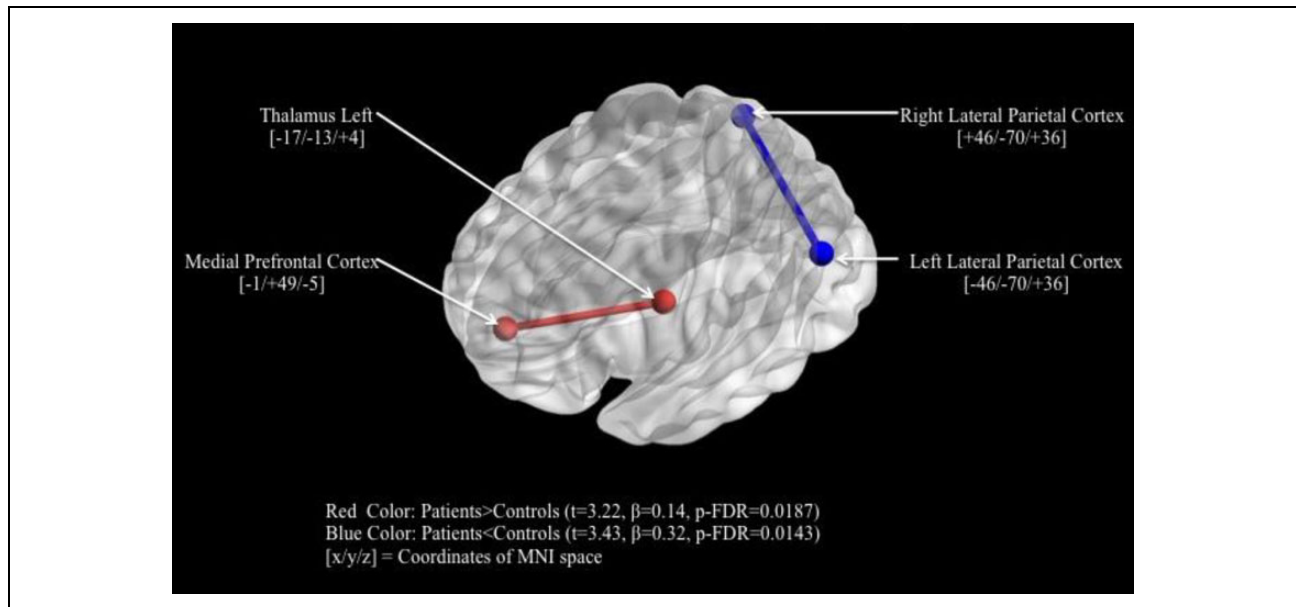 Thalamus Left
[-17/-13/+4]
Right Lateral Parietal Cortex
[+46/-70/+36]
Medial Prefrontal Cortex
[-1/+49/-5]
Left Lateral Parietal Cortex
[-46/-70/+36]
Red Color: Patients>Controls (t=3.22, β=0.14, p-FDR=0.0187)
Blue Color: Patients<Controls (t=3.43, β=0.32, p-FDR=0.0143)
[x/y/z] = Coordinates of MNI space